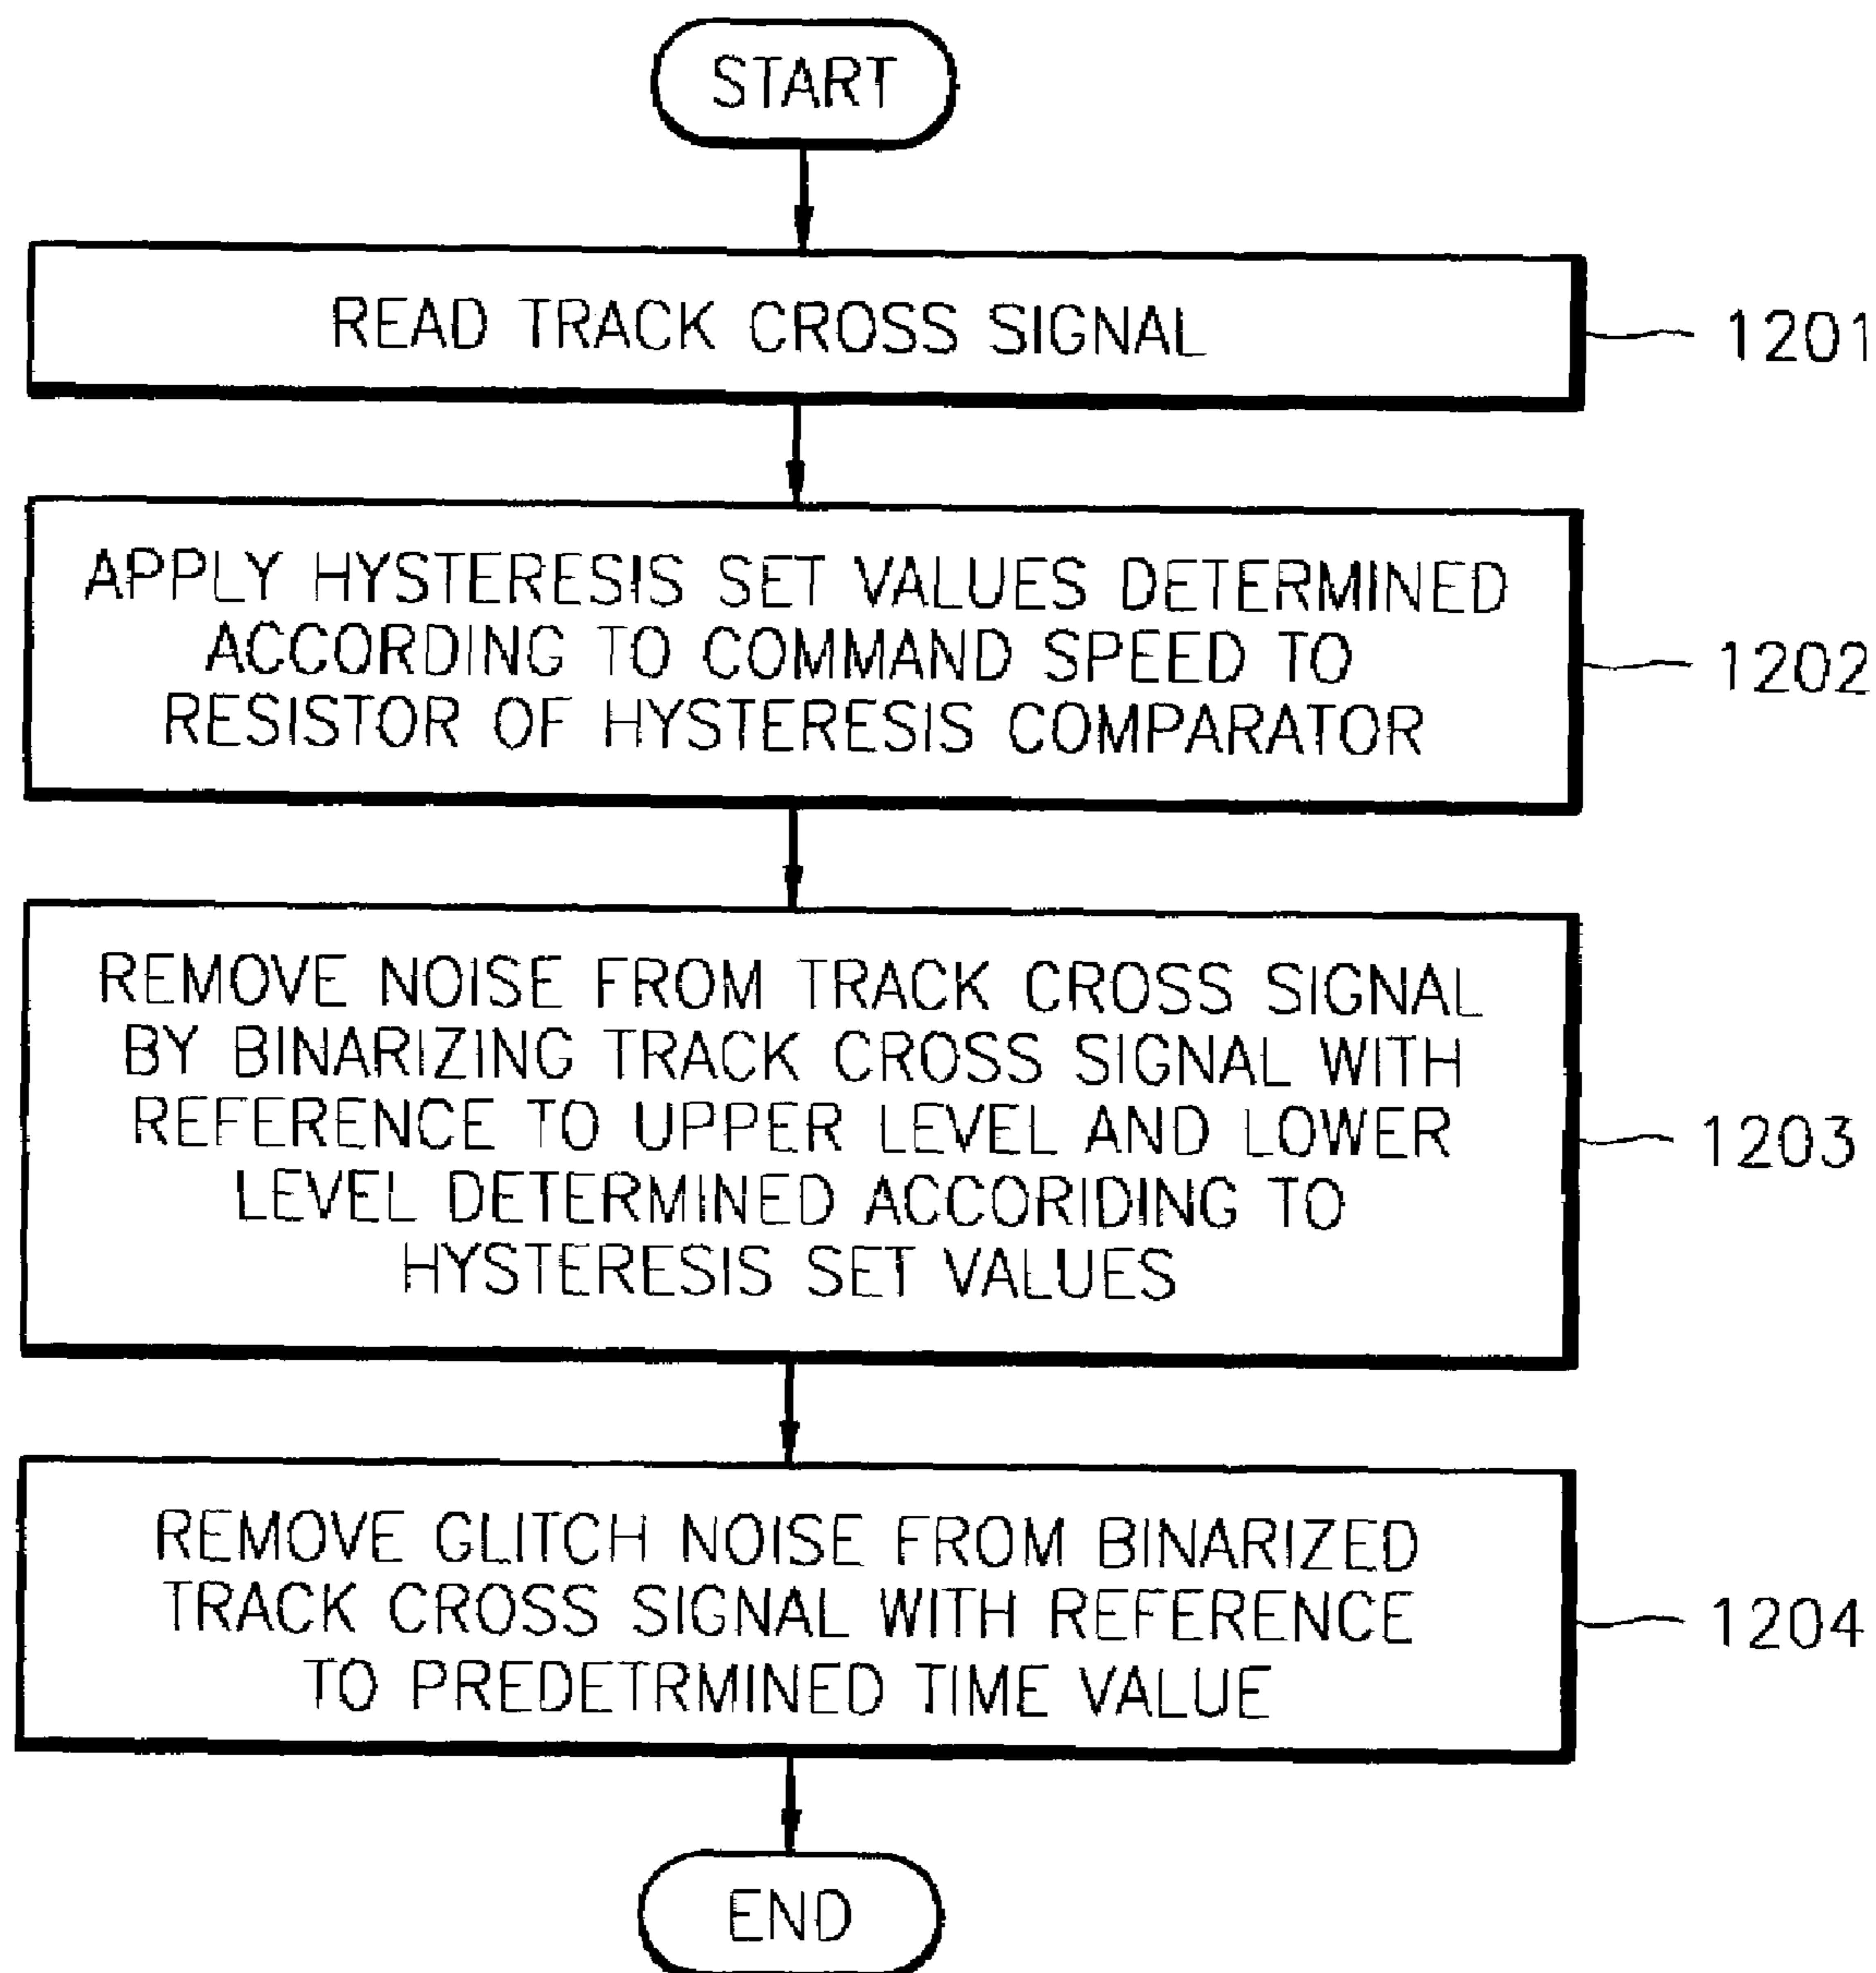 START
READ TRACK CROSS SIGNAL
1201
APPLY HYSTERESIS SET VALUES DETERMINED
ACCORDING TO COMMAND SPEED TO
RESISTOR OF HYSTERESIS COMPARATOR
1202
REMOVE NOISE FROM TRACK CROSS SIGNAL
BY BINARIZING TRACK CROSS SIGNAL WITH
REFERENCE TO UPPER LEVEL AND LOWER
LEVEL DETERMINED ACCORIDING TO
HYSTERESIS SET VALUES
1203
REMOVE GLITCH NOISE FROM BINARIZED
TRACK CROSS SIGNAL WITH REFERENCE
TO PREDETRMINED TIME VALUE
1204
END